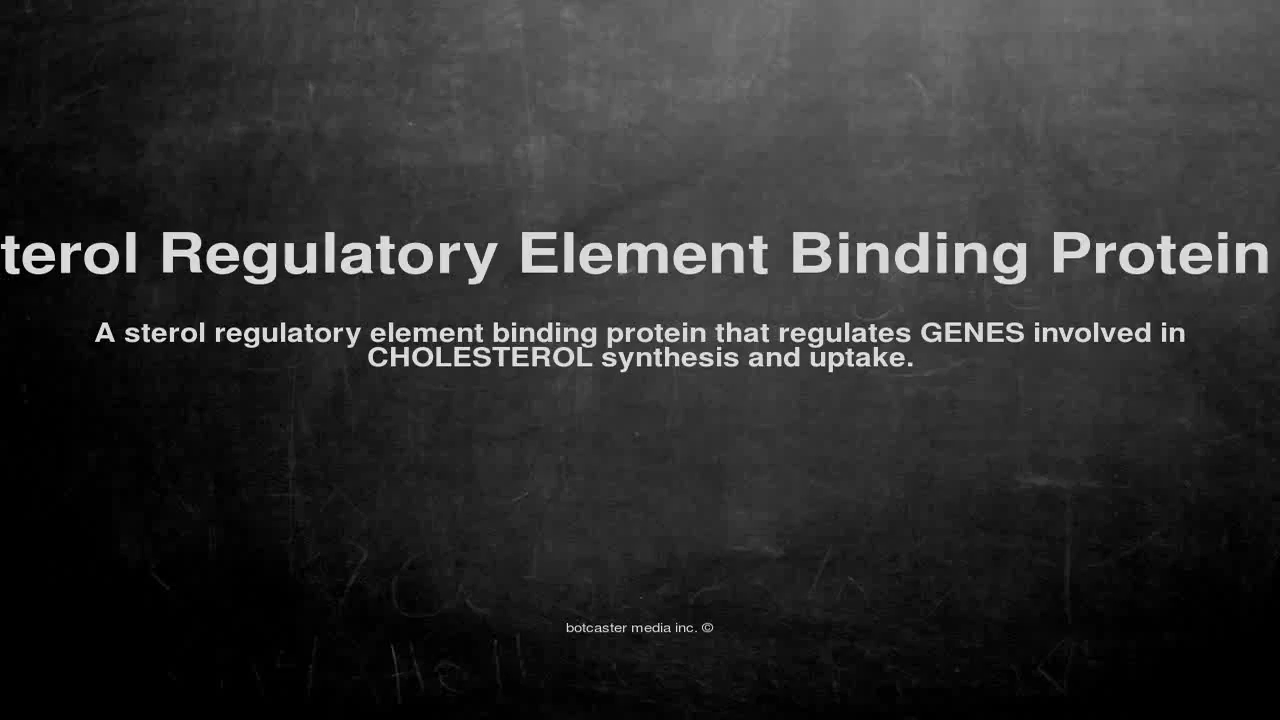 terol Regulatory Element Binding Protein
A sterol regulatory element binding protein that regulates GENES involved in
CHOLESTEROL synthesis and uptake.
botcaster media inc. ©